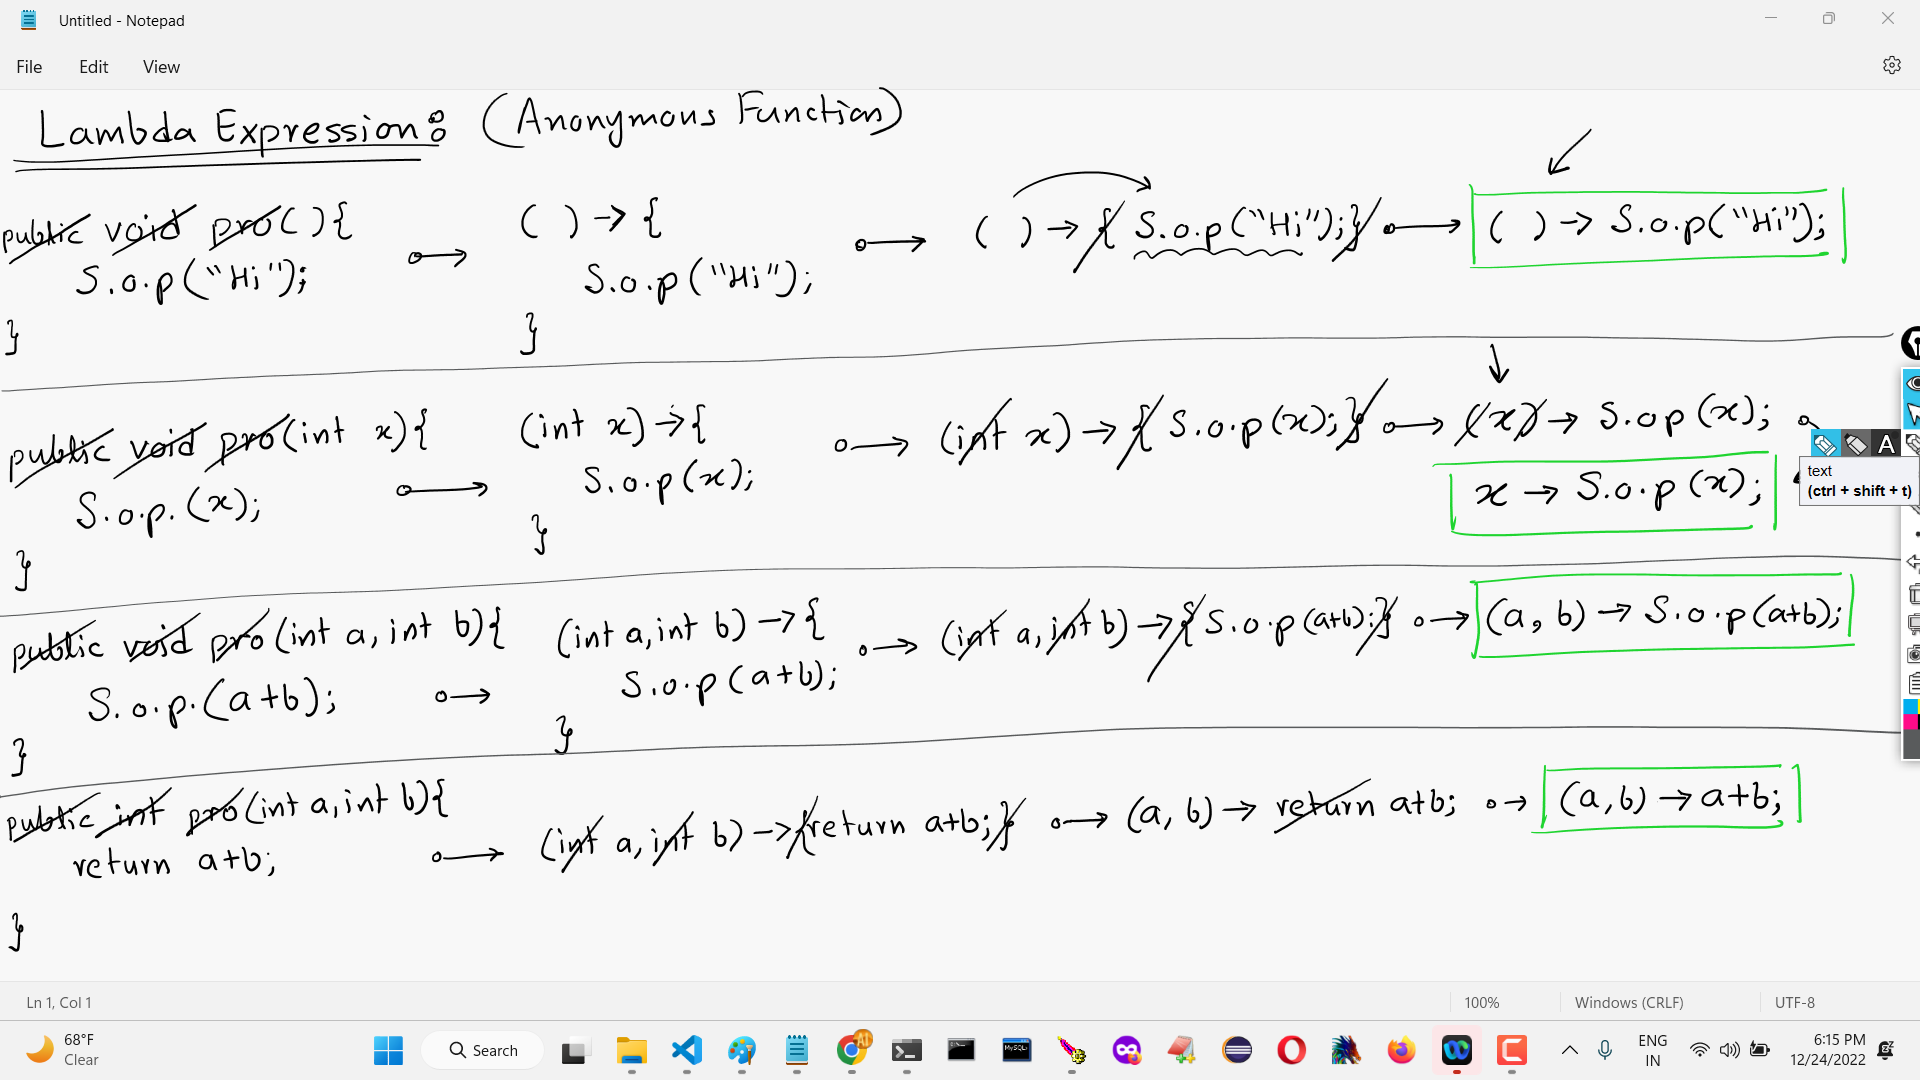 Untitled - Notepad
File Edit View
Lambda Expression: (Anonymous Function)
public void pro( ){
S.o.p("Hi");
}
( ) → {
S.o.p("Hi");
}
( ) → { S.o.p("Hi");}
( ) → S.o.p("Hi");
public void pro(int x){
S.o.p.(x);
}
(int x) → {
S.o.p(x);
}
(int x) → { S.o.p(x);}
(x) → S.o.p(x);
x → S.o.p(x);
text
(ctrl + shift + t)
public void pro(int a, int b){
S.o.p.(a+b);
}
(int a, int b) → {
S.o.p(a+b);
}
(int a, int b) → {S.o.p(a+b);}
(a, b) → S.o.p(a+b);
public int pro(int a, int b){
return a+b;
}
(int a, int b) → {return a+b;}
(a, b) → return a+b;
(a, b) → a+b;
Ln 1, Col 1 100% Windows (CRLF) UTF-8
68°F
Clear
Search
ENG
IN
6:15 PM
12/24/2022